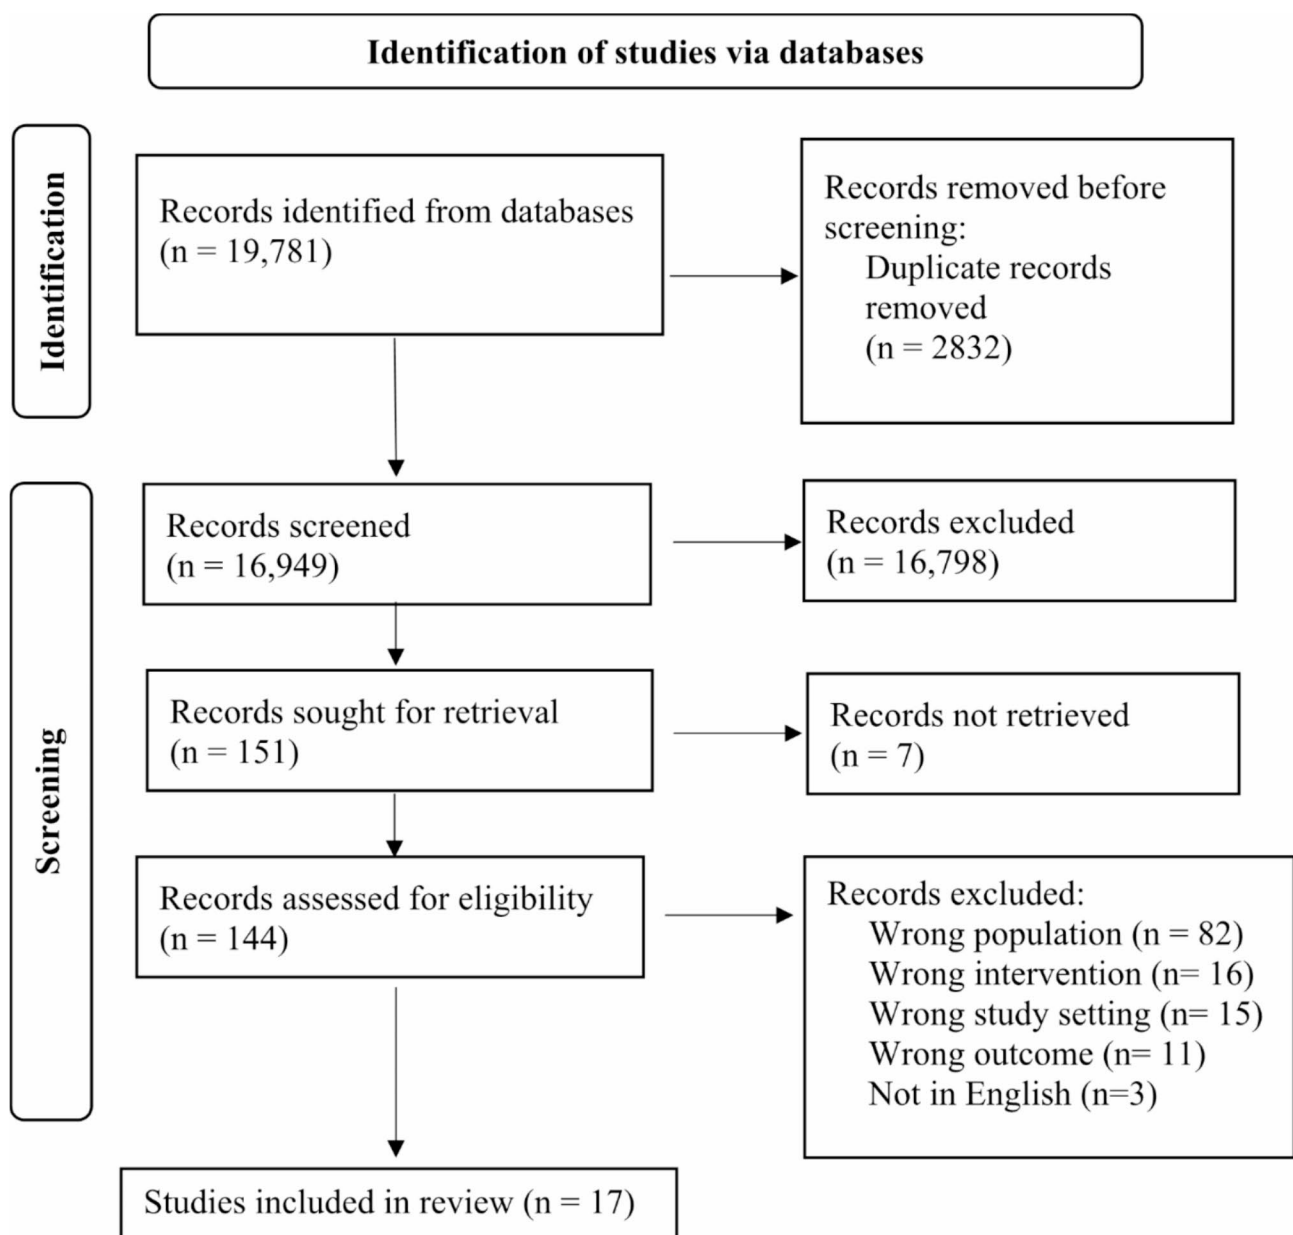 Identification of studies via databases
Identification
Records identified from databases
(n = 19,781)
Records removed before
screening:
Duplicate records
removed
(n = 2832)
Screening
Records screened
(n = 16,949)
Records excluded
(n = 16,798)
Records sought for retrieval
(n = 151)
Records not retrieved
(n = 7)
Records assessed for eligibility
(n = 144)
Records excluded:
Wrong population (n = 82)
Wrong intervention (n= 16)
Wrong study setting (n= 15)
Wrong outcome (n= 11)
Not in English (n=3)
Studies included in review (n = 17)